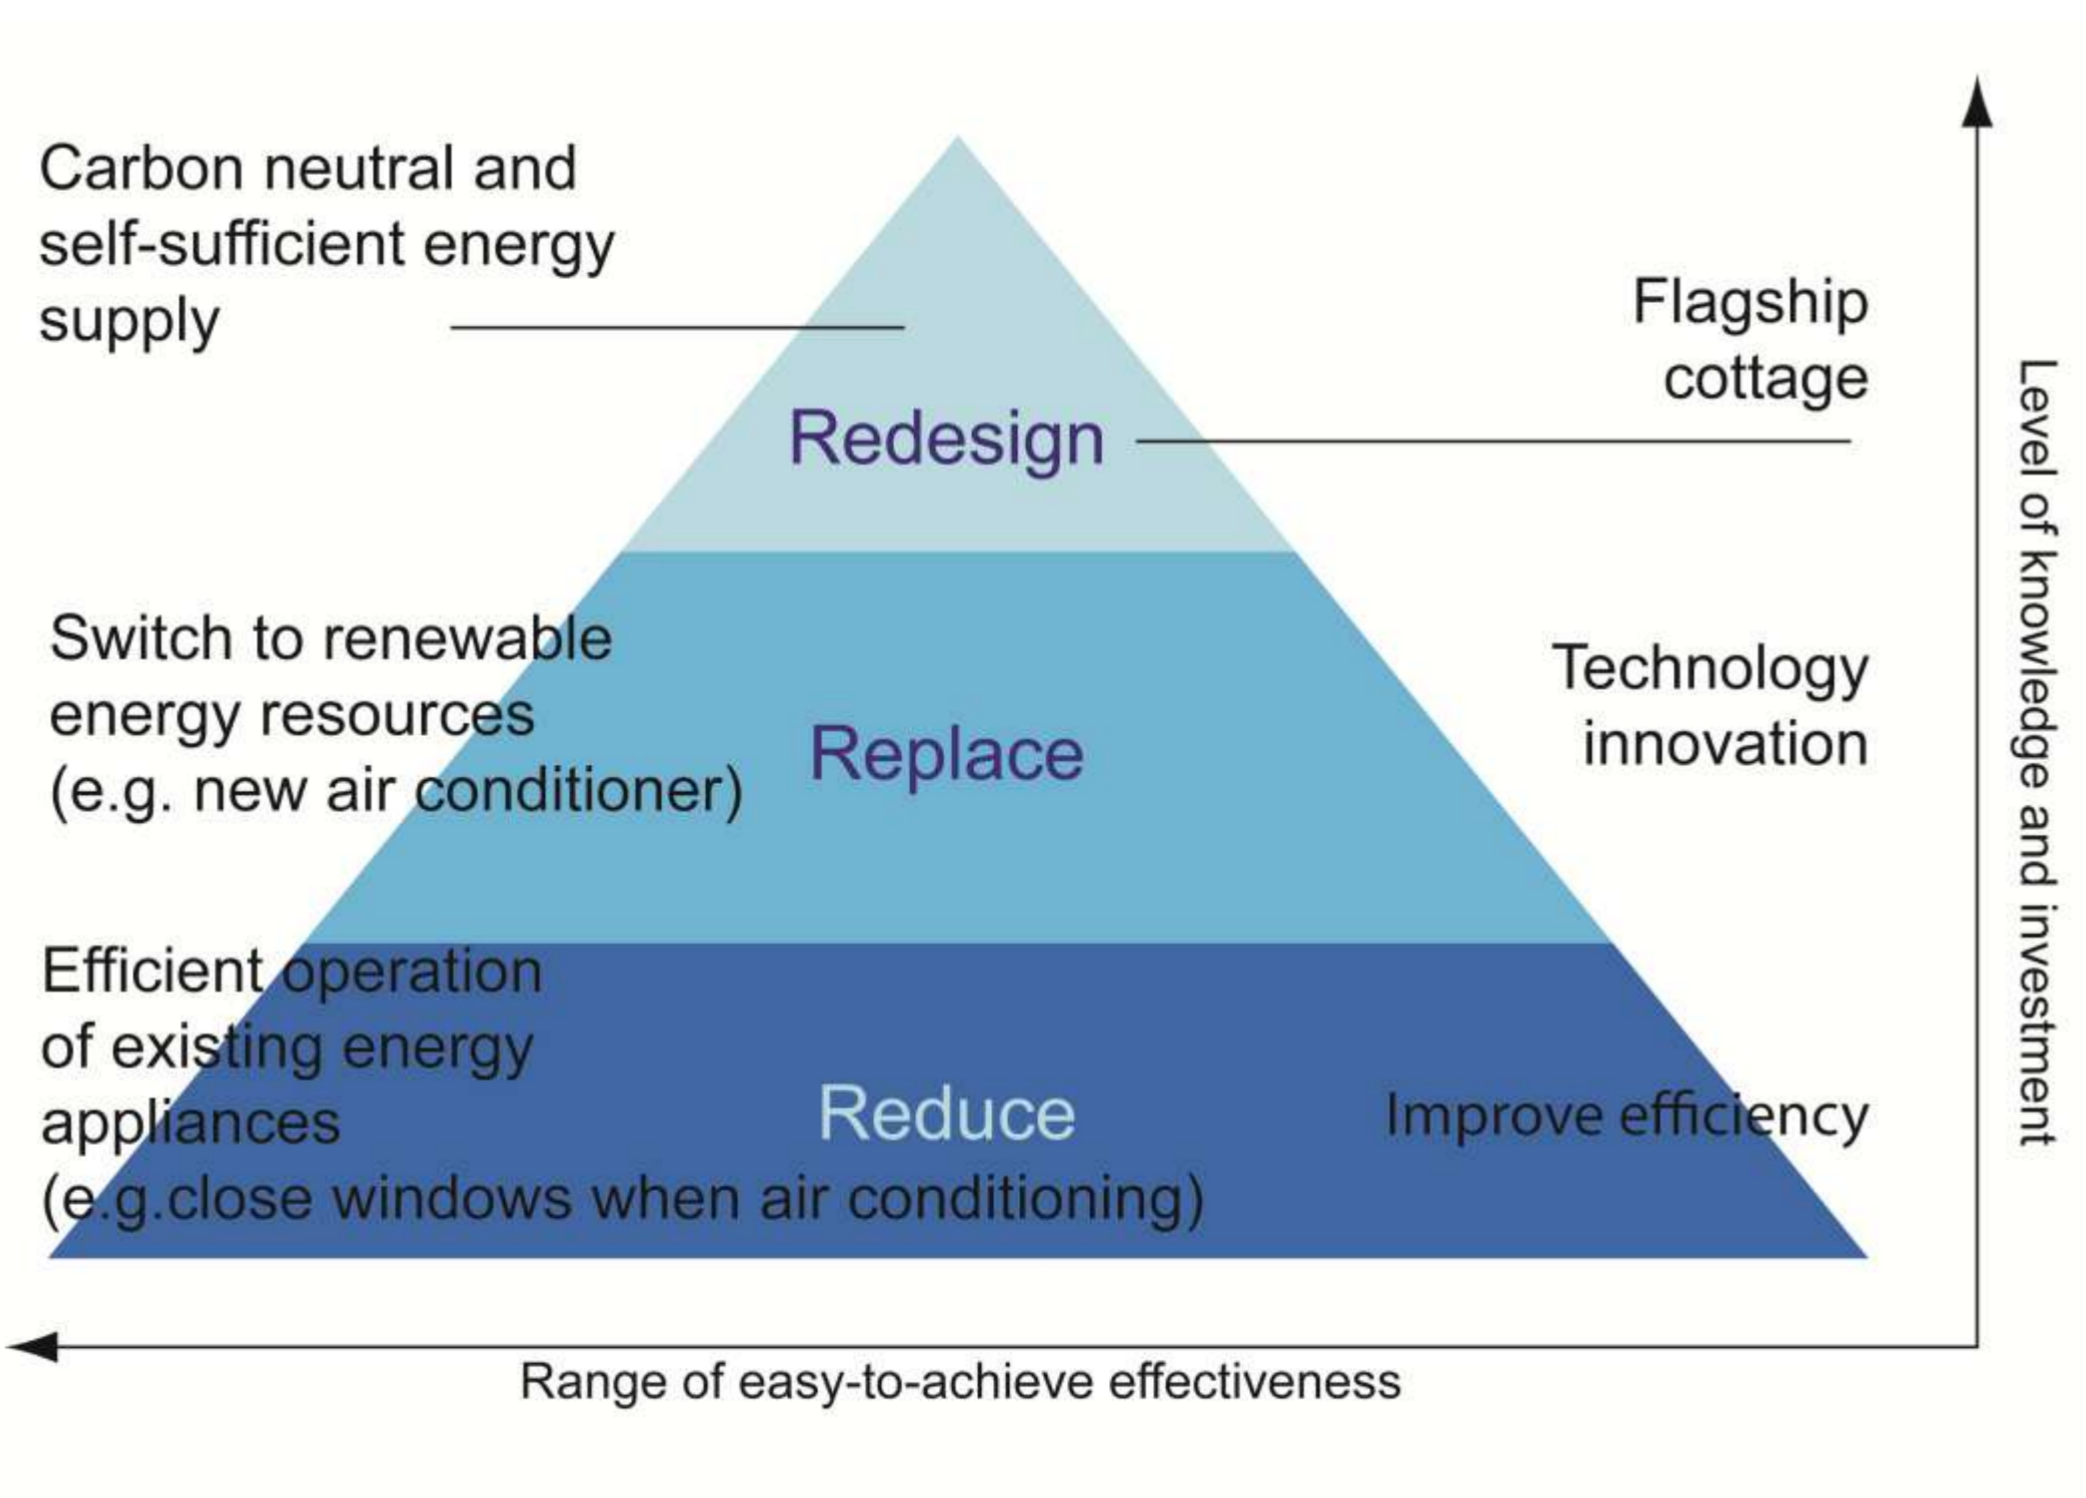 Carbon neutral and
self-sufficient energy
supply
Flagship
cottage
Redesign
Switch to renewable
energy resources
(e.g. new air conditioner)
Replace
Technology
innovation
Efficient operation
of existing energy
appliances
(e.g.close windows when air conditioning)
Reduce
Improve efficiency
Level of knowledge and investment
Range of easy-to-achieve effectiveness